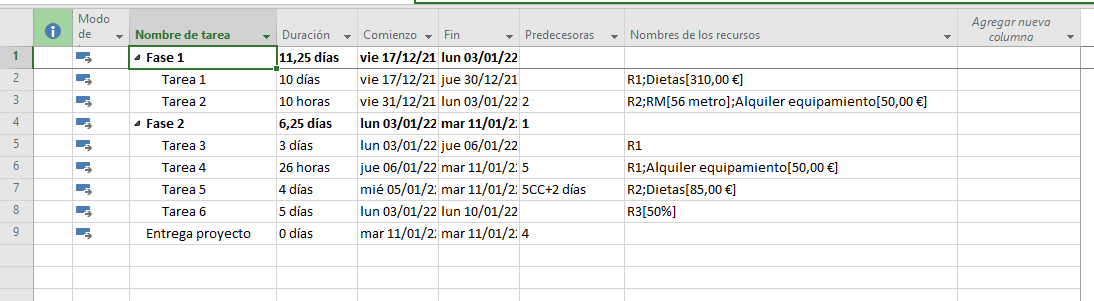 Modo de
Nombre de tarea Duración Comienzo Fin Predecesoras Nombres de los recursos Agregar nueva columna
1 Fase 1 11,25 días vie 17/12/21 lun 03/01/22
2 Tarea 1 10 días vie 17/12/21 jue 30/12/21 R1;Dietas[310,00 €]
3 Tarea 2 10 horas vie 31/12/21 lun 03/01/22 2 R2;RM[56 metro];Alquiler equipamiento[50,00 €]
4 Fase 2 6,25 días lun 03/01/22 mar 11/01/2 1
5 Tarea 3 3 días lun 03/01/22 jue 06/01/22 R1
6 Tarea 4 26 horas jue 06/01/22 mar 11/01/2 5 R1;Alquiler equipamiento[50,00 €]
7 Tarea 5 4 días mié 05/01/22 mar 11/01/2 5CC+2 días R2;Dietas[85,00 €]
8 Tarea 6 5 días lun 03/01/22 lun 10/01/22 R3[50%]
9 Entrega proyecto 0 días mar 11/01/2 mar 11/01/2 4